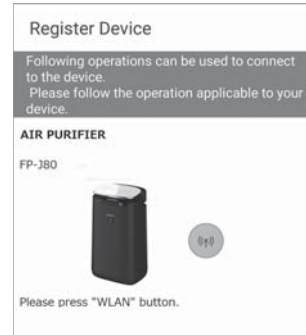 Register Device
Following operations can be used to connect
to the device.
Please follow the operation applicable to your
device.
AIR PURIFIER
FP-J80
Please press "WLAN" button.